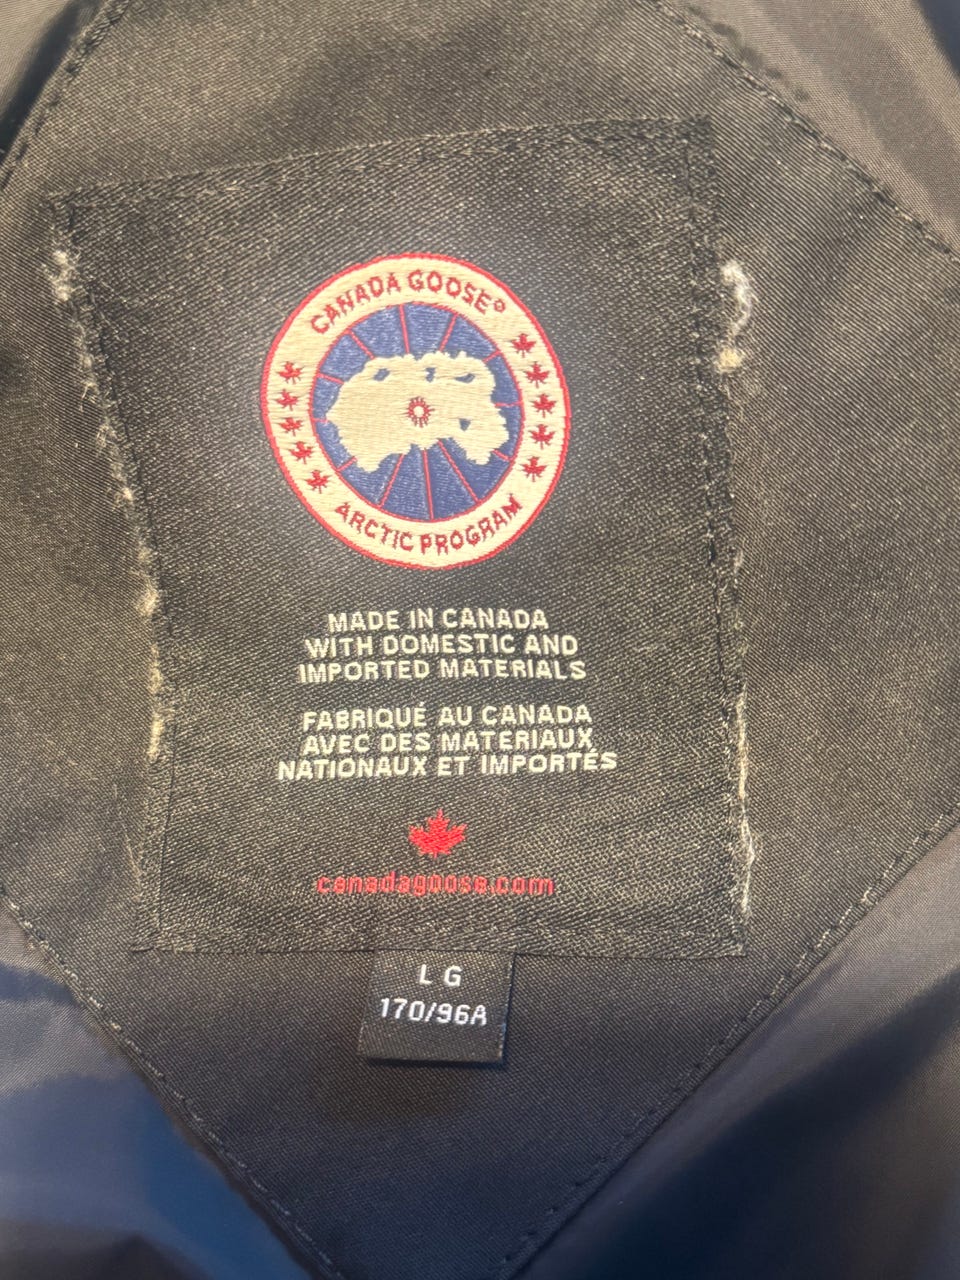 CANADA GOOSE®
ARCTIC PROGRAM
MADE IN CANADA
WITH DOMESTIC AND
IMPORTED MATERIALS
FABRIQUÉ AU CANADA
AVEC DES MATERIAUX
NATIONAUX ET IMPORTÉS
canadagoose.com
LG
170/96A